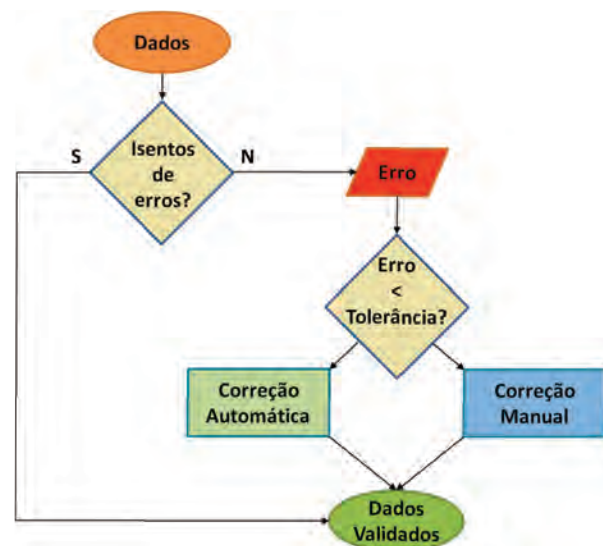 Dados
S
Isentos
de
erros?
N
Erro
Erro
<
Tolerância?
Correção
Automática
Correção
Manual
Dados
Validados